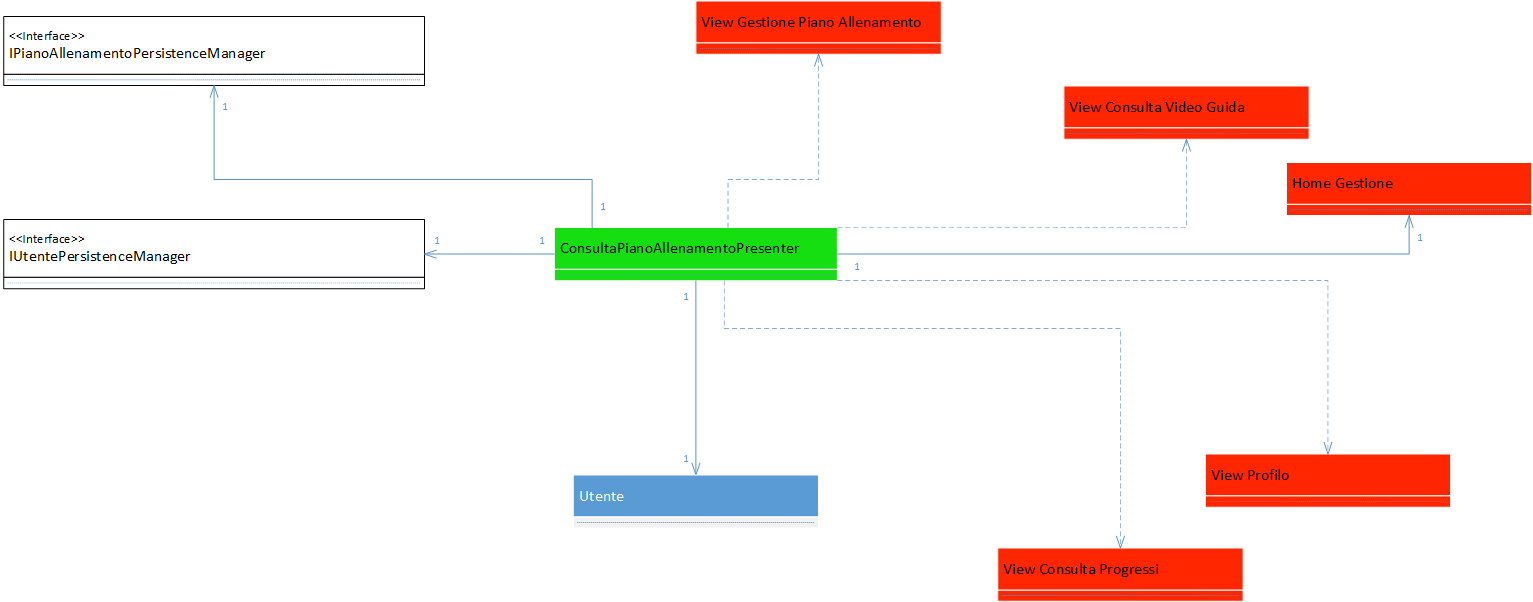 <<Interface>>
IPianoAllenamentoPersistenceManager
1
View Gestione Piano Allenamento
View Consulta Video Guida
Home Gestione
1
1
<<Interface>>
IUtentePersistenceManager
1
1
ConsultaPianoAllenamentoPresenter
1
1
1
Utente
View Profilo
View Consulta Progressi